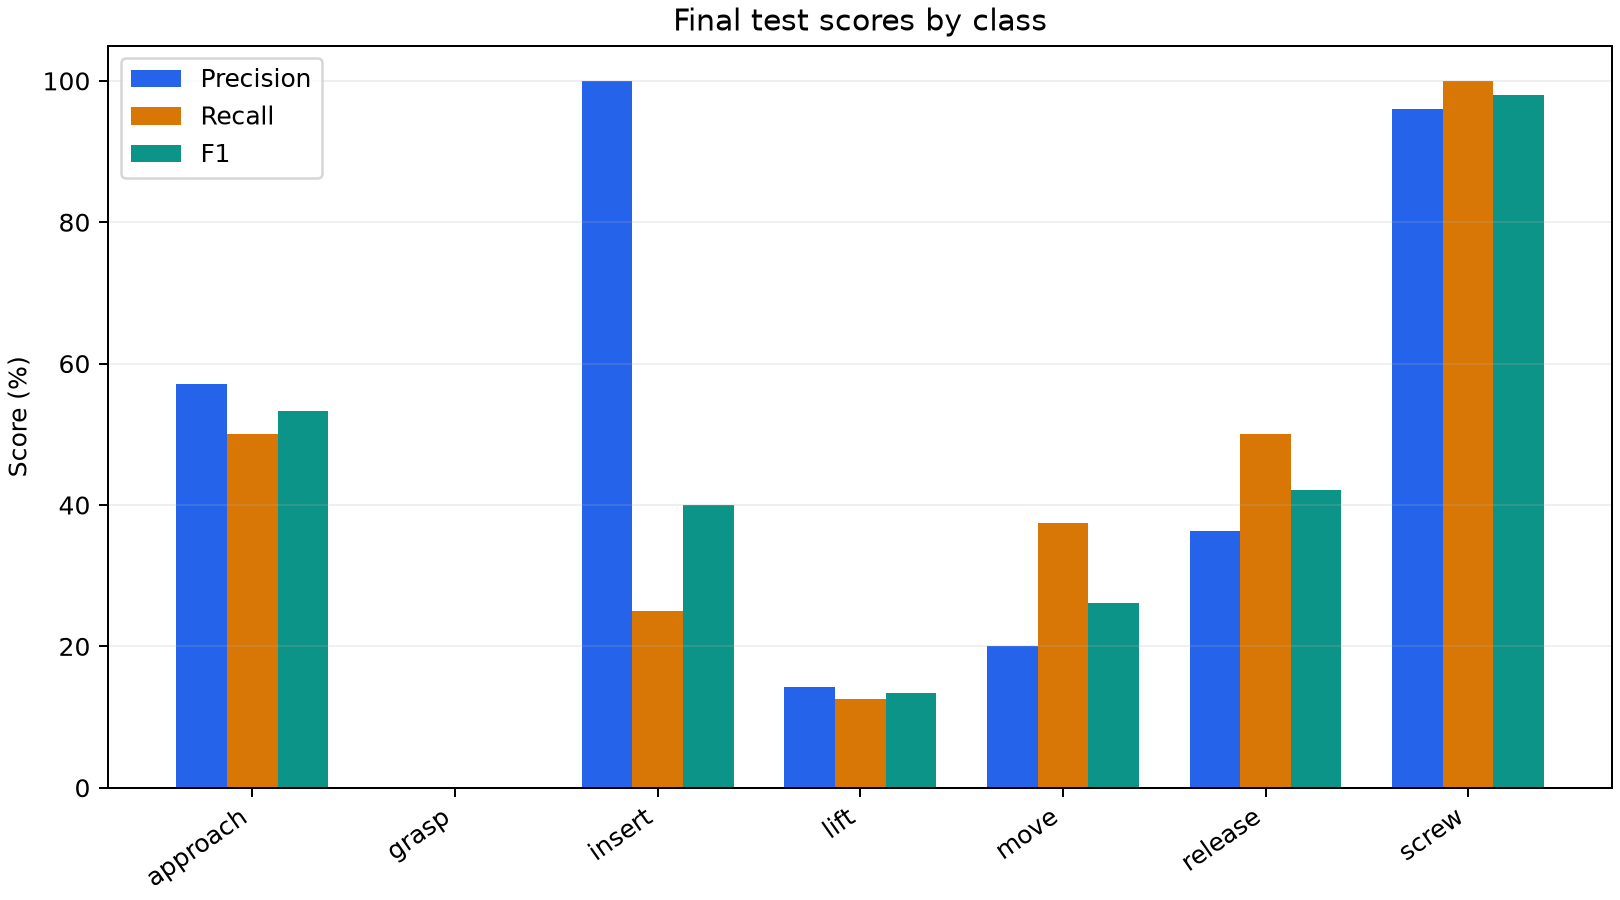 Final test scores by class
Precision
Recall
F1
Score (%)
100
80
60
40
20
0
approach
grasp
insert
lift
move
release
screw